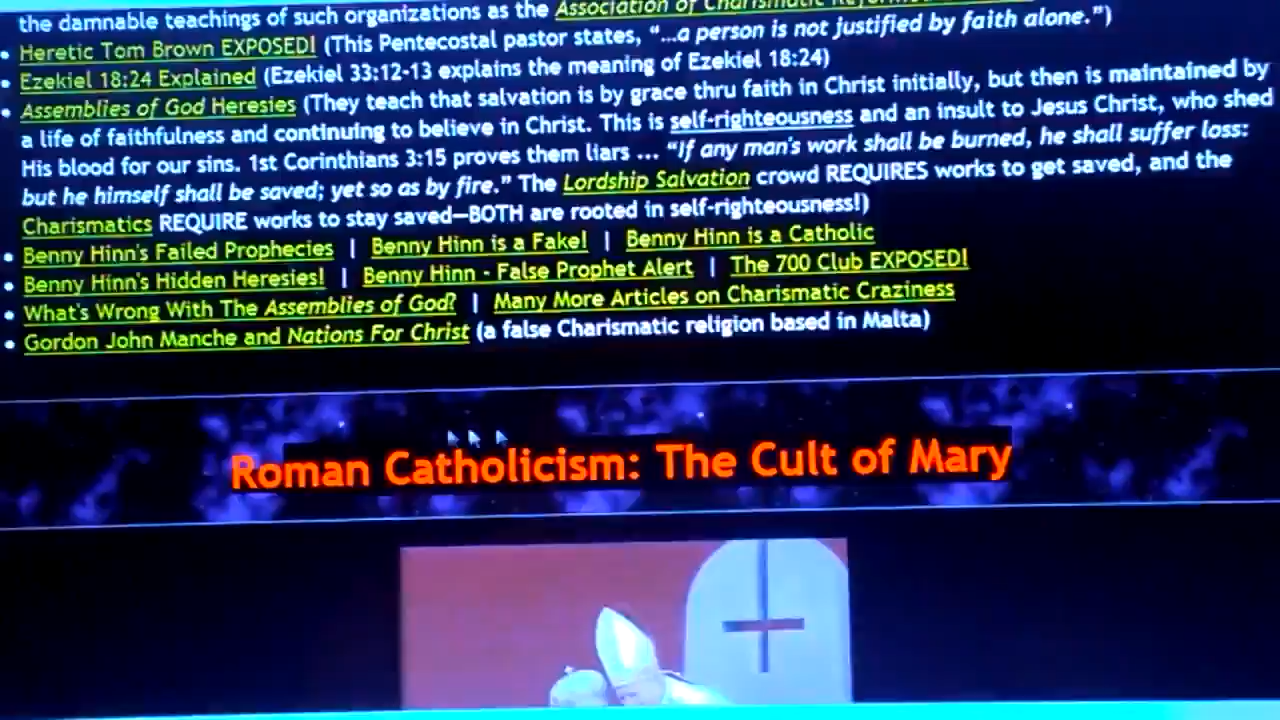 the damnable teachings of such organizations as the Association of Charismatic Reformed
• Heretic Tom Brown EXPOSED! (This Pentecostal pastor states, “...a person is not justified by faith alone.”)
• Ezekiel 18:24 Explained (Ezekiel 33:12-13 explains the meaning of Ezekiel 18:24)
• Assemblies of God Heresies (They teach that salvation is by grace thru faith in Christ initially, but then is maintained by
a life of faithfulness and continuing to believe in Christ. This is self-righteousness and an insult to Jesus Christ, who shed
His blood for our sins. 1st Corinthians 3:15 proves them liars ... “If any man's work shall be burned, he shall suffer loss:
but he himself shall be saved; yet so as by fire.” The Lordship Salvation crowd REQUIRES works to get saved, and the
Charismatics REQUIRE works to stay saved—BOTH are rooted in self-righteousness!)
• Benny Hinn's Failed Prophecies | Benny Hinn is a Fake! | Benny Hinn is a Catholic
• Benny Hinn's Hidden Heresies! | Benny Hinn - False Prophet Alert | The 700 Club EXPOSED!
• What's Wrong With The Assemblies of God? | Many More Articles on Charismatic Craziness
• Gordon John Manche and Nations For Christ (a false Charismatic religion based in Malta)
Roman Catholicism: The Cult of Mary